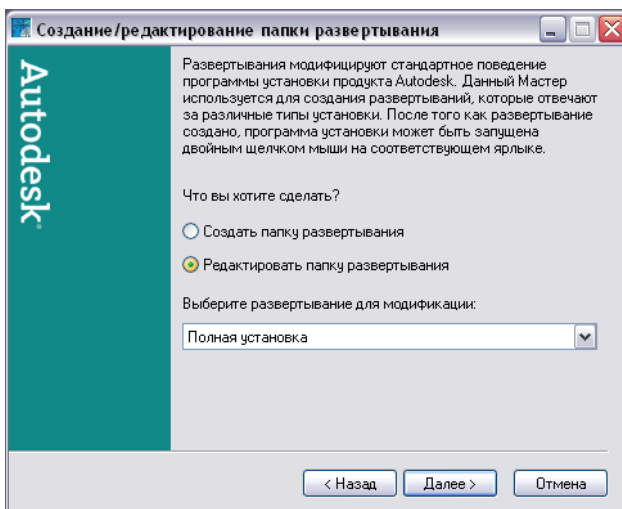 Создание/редактирование папки развертывания
Autodesk
Развертывания модифицируют стандартное поведение
программы установки продукта Autodesk. Данный Мастер
используется для создания развертываний, которые отвечают
за различные типы установки. После того как развертывание
создано, программа установки может быть запущена
двойным щелчком мыши на соответствующем ярлыке.
Что вы хотите сделать?
Создать папку развертывания
Редактировать папку развертывания
Выберите развертывание для модификации:
Полная установка
< Назад Далее > Отмена